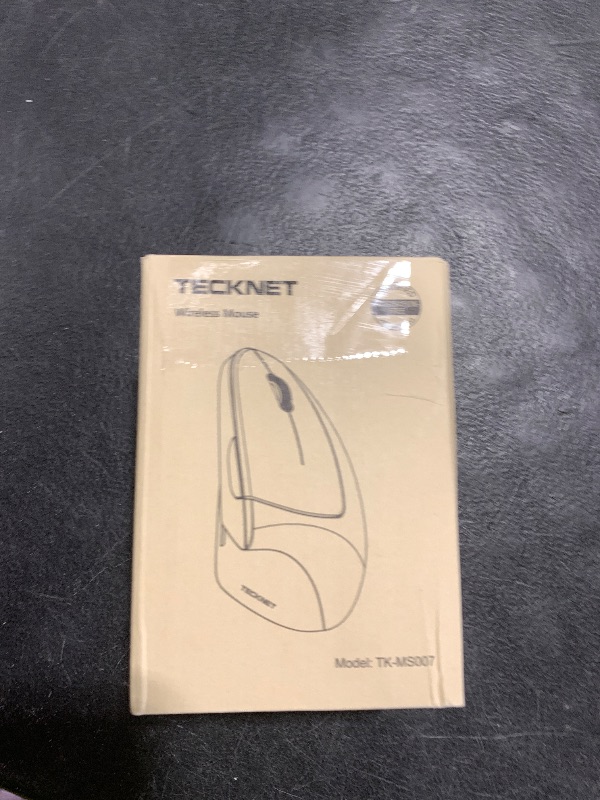 TECKNET
Wireless Mouse
TECKNET
Model: TK-MS007